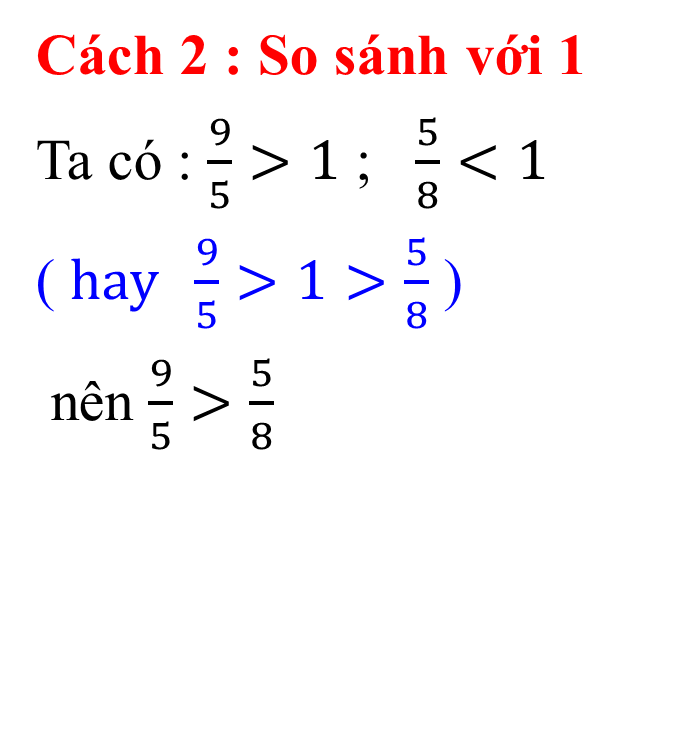 Cách 2 : So sánh với 1
Ta có : 9/5 > 1 ; 5/8 < 1
( hay 9/5 > 1 > 5/8 )
nên 9/5 > 5/8